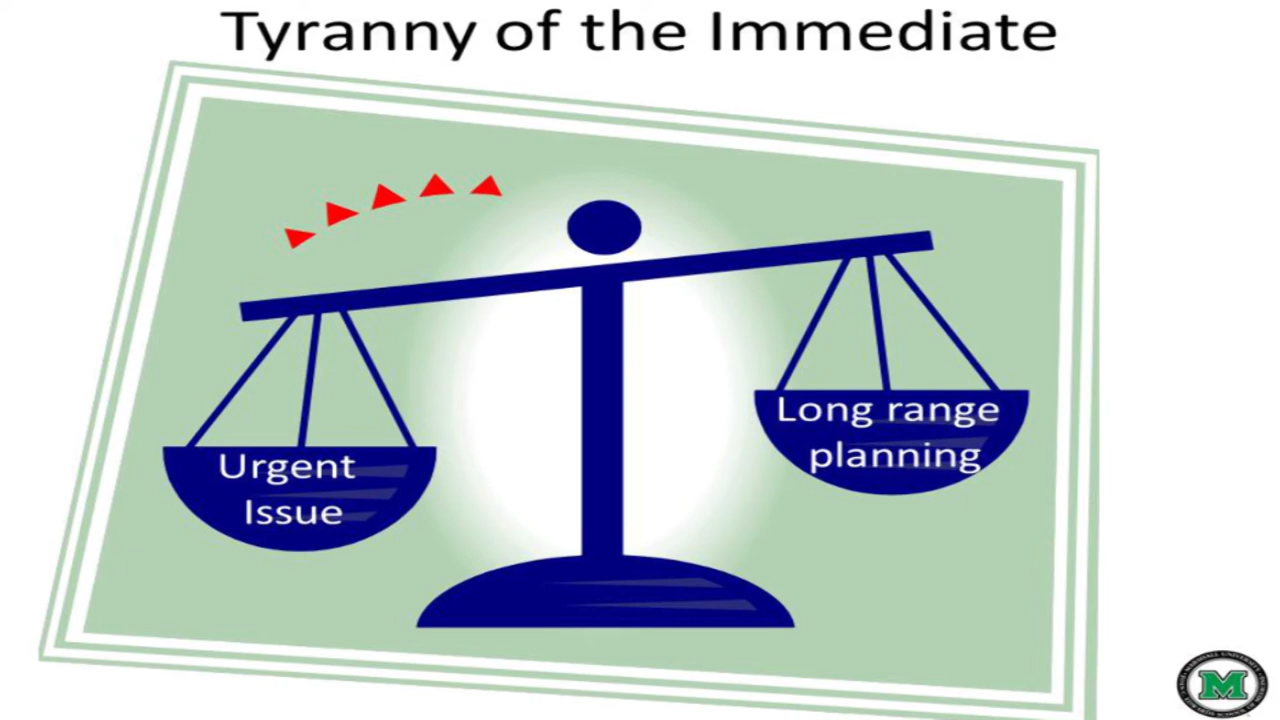 Tyranny of the Immediate
Urgent
Issue
Long range
planning
M